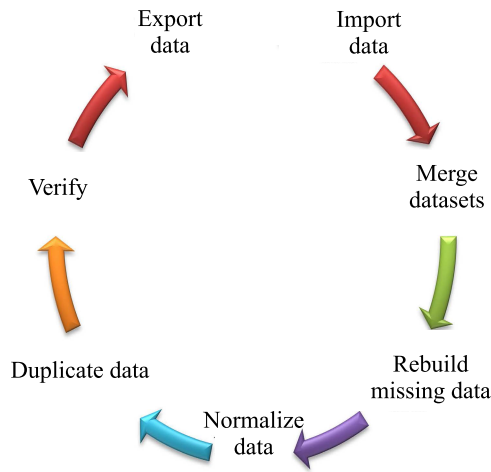 Export
data
Import
data
Merge
datasets
Rebuild
missing data
Normalize
data
Duplicate data
Verify